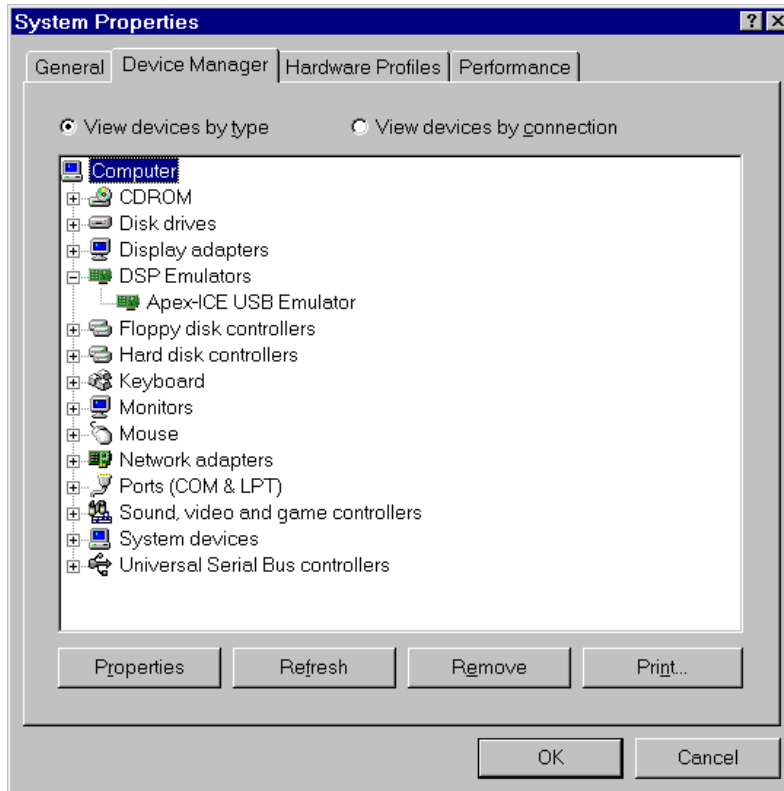 System Properties
General Device Manager Hardware Profiles Performance
View devices by type View devices by connection
Computer
CDROM
Disk drives
Display adapters
DSP Emulators
Apex-ICE USB Emulator
Floppy disk controllers
Hard disk controllers
Keyboard
Monitors
Mouse
Network adapters
Ports (COM & LPT)
Sound, video and game controllers
System devices
Universal Serial Bus controllers
Properties Refresh Remove Print...
OK Cancel